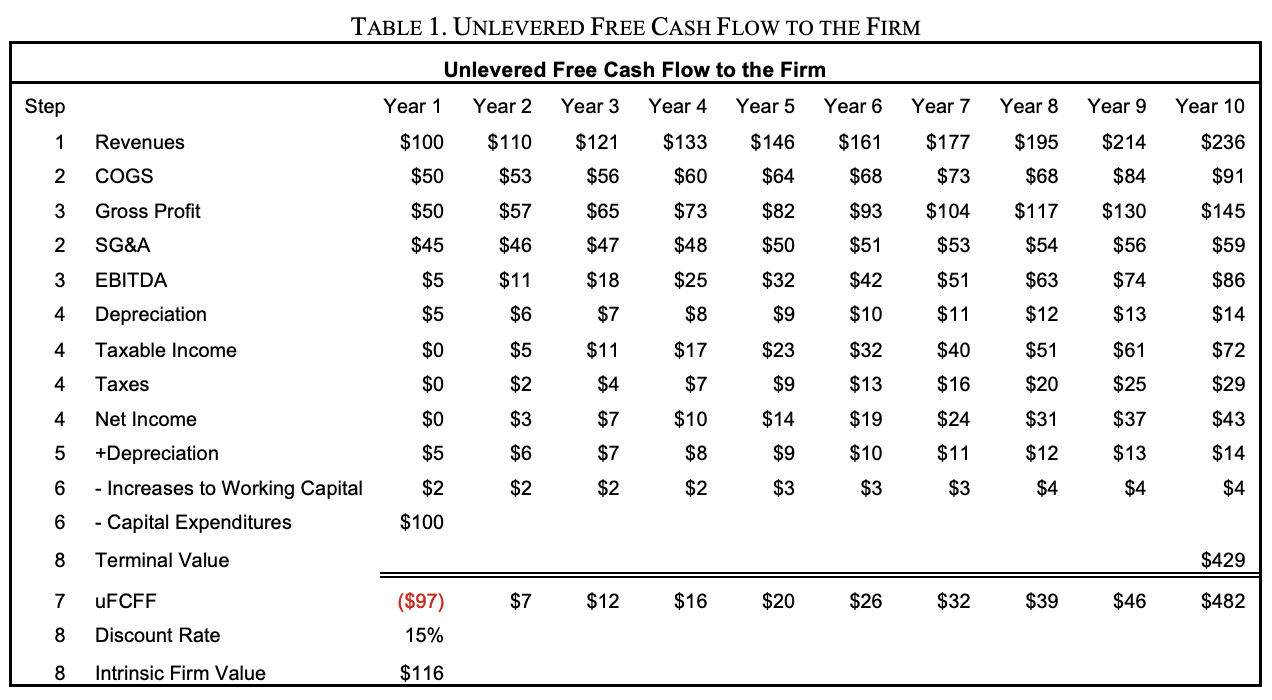 TABLE 1. UNLEVERED FREE CASH FLOW TO THE FIRM
Unlevered Free Cash Flow to the Firm
Step Year 1 Year 2 Year 3 Year 4 Year 5 Year 6 Year 7 Year 8 Year 9 Year 10
1 Revenues $100 $110 $121 $133 $146 $161 $177 $195 $214 $236
2 COGS $50 $53 $56 $60 $64 $68 $73 $68 $84 $91
3 Gross Profit $50 $57 $65 $73 $82 $93 $104 $117 $130 $145
2 SG&A $45 $46 $47 $48 $50 $51 $53 $54 $56 $59
3 EBITDA $5 $11 $18 $25 $32 $42 $51 $63 $74 $86
4 Depreciation $5 $6 $7 $8 $9 $10 $11 $12 $13 $14
4 Taxable Income $0 $5 $11 $17 $23 $32 $40 $51 $61 $72
4 Taxes $0 $2 $4 $7 $9 $13 $16 $20 $25 $29
4 Net Income $0 $3 $7 $10 $14 $19 $24 $31 $37 $43
5 +Depreciation $5 $6 $7 $8 $9 $10 $11 $12 $13 $14
6 - Increases to Working Capital $2 $2 $2 $2 $3 $3 $3 $4 $4 $4
6 - Capital Expenditures $100
8 Terminal Value $429
7 uFCFF ($97) $7 $12 $16 $20 $26 $32 $39 $46 $482
8 Discount Rate 15%
8 Intrinsic Firm Value $116